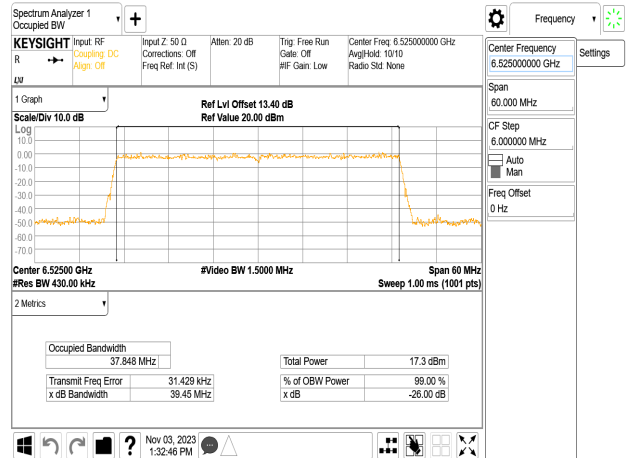 Spectrum Analyzer 1
Occupied BW
Frequency
KEYSIGHT
R
Input: RF
Coupling: DC
Align: Off
Input Z: 50 Ω
Corrections: Off
Freq Ref: Int (S)
Atten: 20 dB
Trig: Free Run
Gate: Off
#IF Gain: Low
Center Freq: 6.525000000 GHz
Avg|Hold: 10/10
Radio Std: None
Center Frequency
6.525000000 GHz
Settings
Span
60.000 MHz
CF Step
6.000000 MHz
Auto
Man
Freq Offset
0 Hz
1 Graph
Ref Lvl Offset 13.40 dB
Scale/Div 10.0 dB
Ref Value 20.00 dBm
Log
10.0
0.00
-10.0
-20.0
-30.0
-40.0
-50.0
-60.0
-70.0
Center 6.52500 GHz
#Video BW 1.5000 MHz
Span 60 MHz
#Res BW 430.00 kHz
Sweep 1.00 ms (1001 pts)
2 Metrics
Occupied Bandwidth
37.848 MHz
Total Power 17.3 dBm
Transmit Freq Error 31.429 kHz
% of OBW Power 99.00 %
x dB Bandwidth 39.45 MHz
x dB -26.00 dB
?
Nov 03, 2023
1:32:46 PM